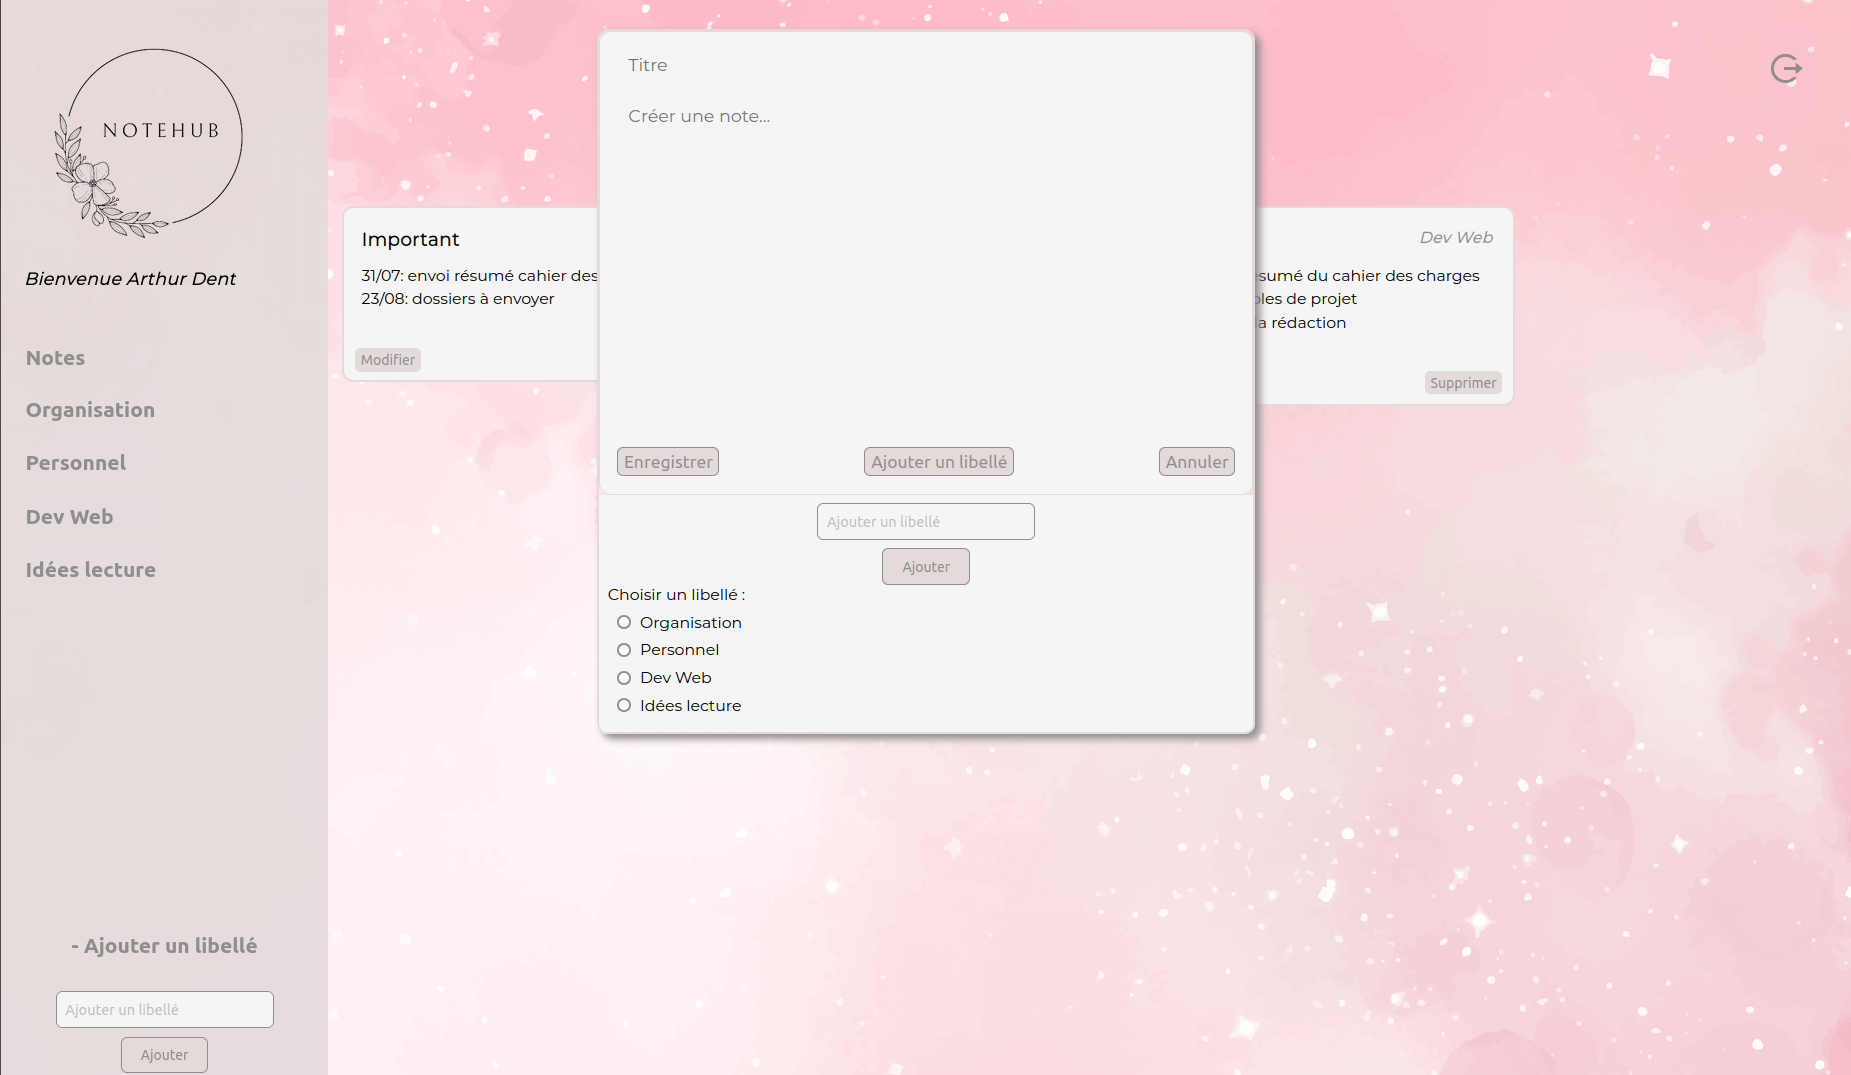 NOTEHUB
Bienvenue Arthur Dent
Notes
Organisation
Personnel
Dev Web
Idées lecture
- Ajouter un libellé
Ajouter un libellé
Ajouter
Important
31/07: envoi résumé cahier des
23/08: dossiers à envoyer
Modifier
Titre
Créer une note...
Enregistrer
Ajouter un libellé
Annuler
Ajouter un libellé
Ajouter
Choisir un libellé :
Organisation
Personnel
Dev Web
Idées lecture
Dev Web
du cahier des charges
de projet
la rédaction
Supprimer